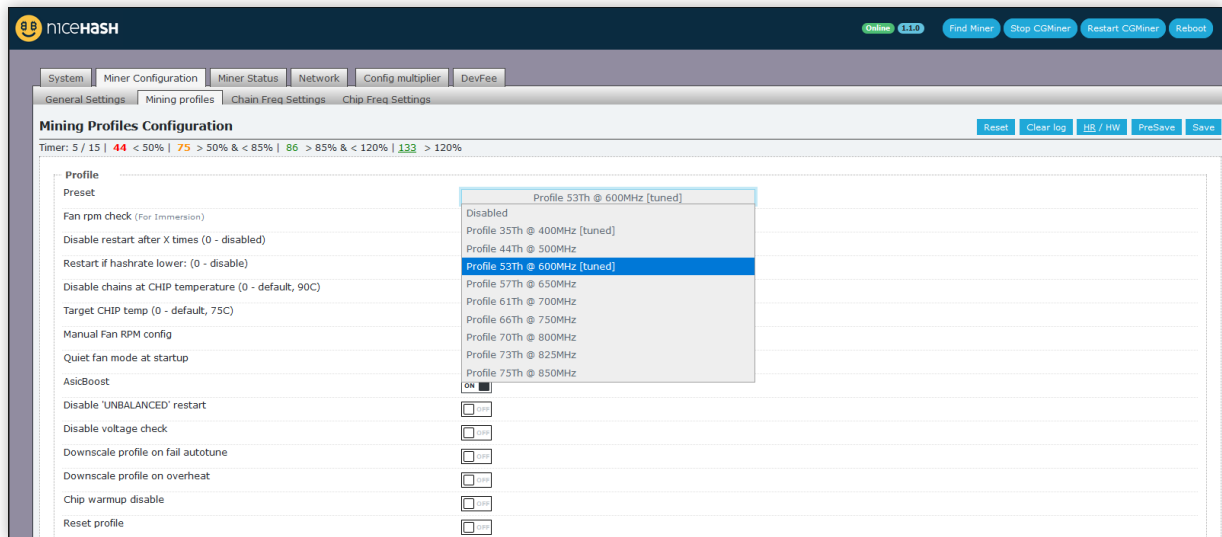 nıceHasH Online 1.1.0 Find Miner Stop CGMiner Restart CGMiner Reboot
System Miner Configuration Miner Status Network Config multiplier DevFee
General Settings Mining profiles Chain Freq Settings Chip Freq Settings
Mining Profiles Configuration Reset Clear log HR / HW PreSave Save
Timer: 5 / 15 | 44 < 50% | 75 > 50% & < 85% | 86 > 85% & < 120% | 133 > 120%
Profile
Preset Profile 53Th @ 600MHz [tuned]
Fan rpm check (For Immersion) Disabled
Disable restart after X times (0 - disabled) Profile 35Th @ 400MHz [tuned]
Profile 44Th @ 500MHz
Restart if hashrate lower: (0 - disable) Profile 53Th @ 600MHz [tuned]
Disable chains at CHIP temperature (0 - default, 90C) Profile 57Th @ 650MHz
Target CHIP temp (0 - default, 75C) Profile 61Th @ 700MHz
Profile 66Th @ 750MHz
Manual Fan RPM config Profile 70Th @ 800MHz
Quiet fan mode at startup Profile 73Th @ 825MHz
Profile 75Th @ 850MHz
AsicBoost ON
Disable 'UNBALANCED' restart OFF
Disable voltage check OFF
Downscale profile on fail autotune OFF
Downscale profile on overheat OFF
Chip warmup disable OFF
Reset profile OFF